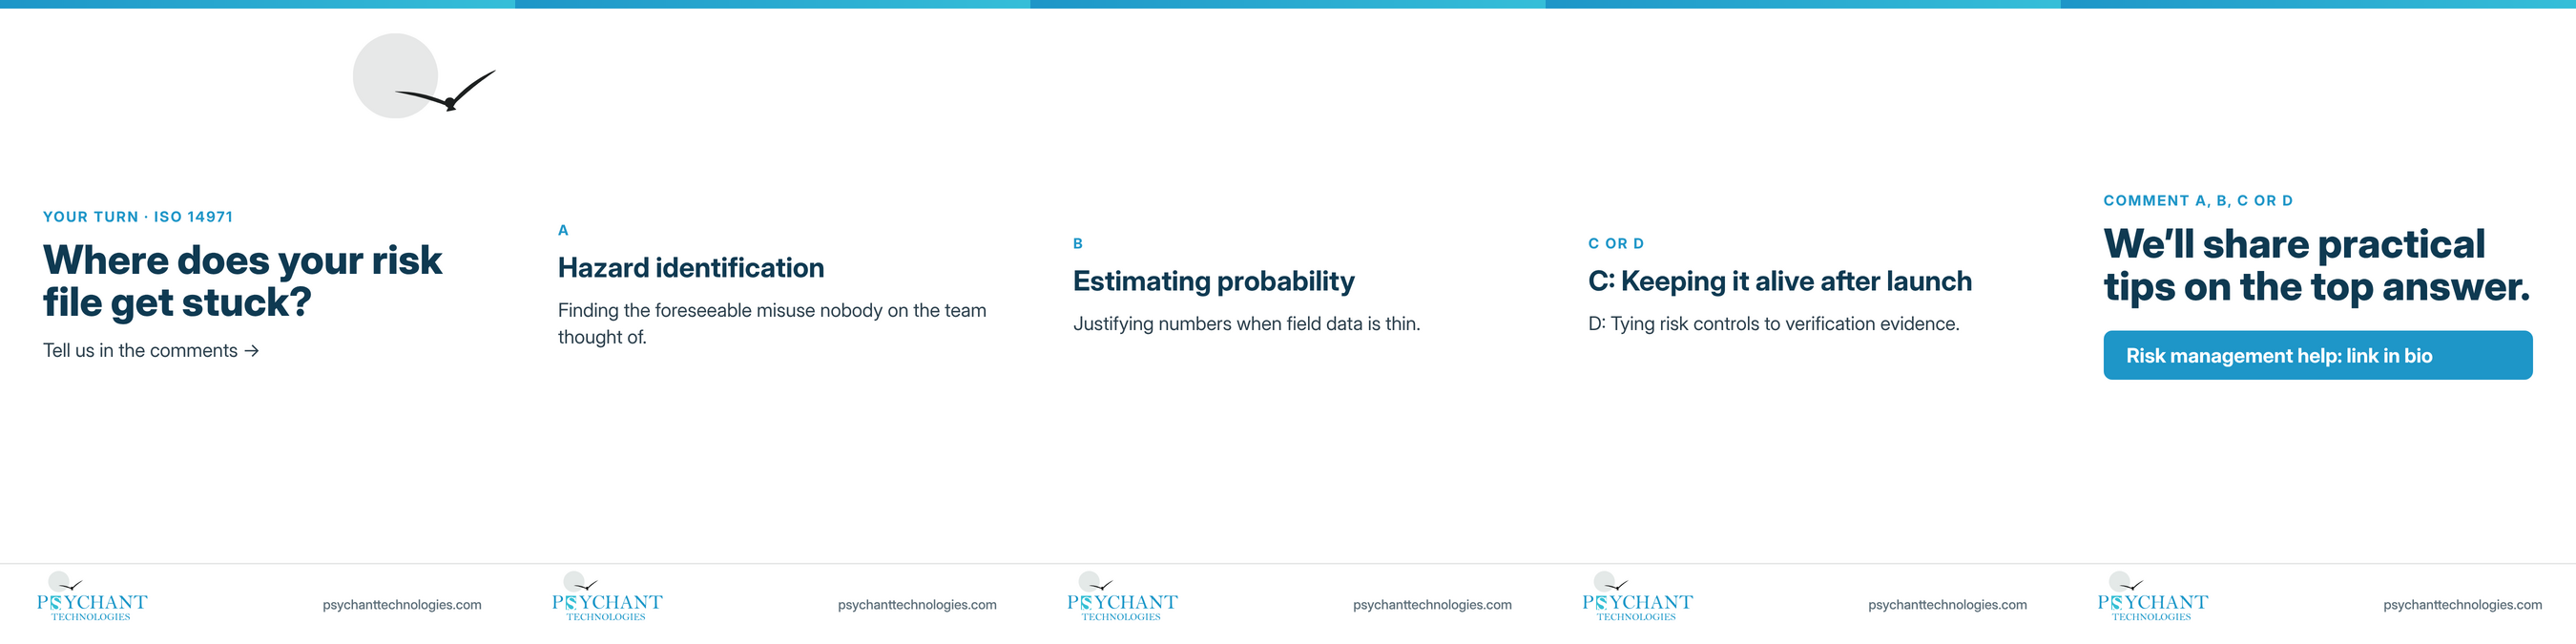 YOUR TURN · ISO 14971
Where does your risk
file get stuck?
Tell us in the comments →
PSYCHANT
TECHNOLOGIES
psychanttechnologies.com
A
Hazard identification
Finding the foreseeable misuse nobody on the team
thought of.
PSYCHANT
TECHNOLOGIES
psychanttechnologies.com
B
Estimating probability
Justifying numbers when field data is thin.
PSYCHANT
TECHNOLOGIES
psychanttechnologies.com
C OR D
C: Keeping it alive after launch
D: Tying risk controls to verification evidence.
PSYCHANT
TECHNOLOGIES
psychanttechnologies.com
COMMENT A, B, C OR D
We’ll share practical
tips on the top answer.
Risk management help: link in bio
PSYCHANT
TECHNOLOGIES
psychanttechnologies.com